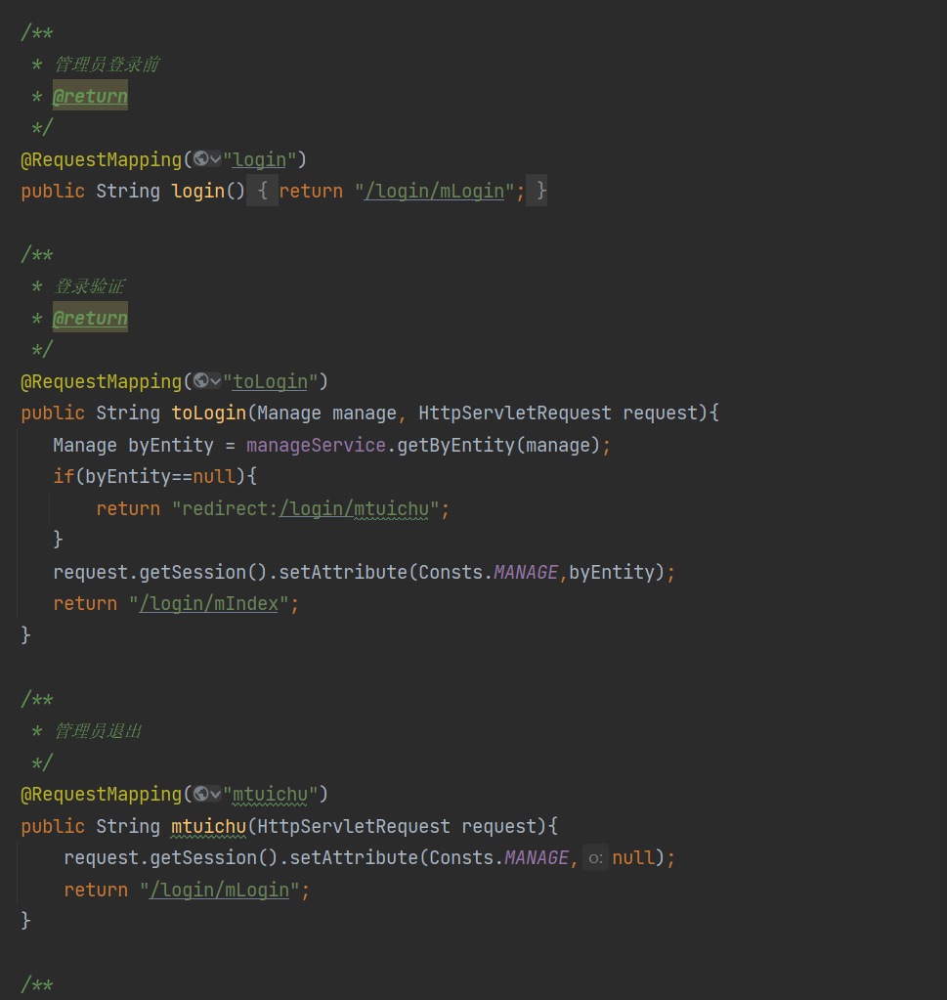 /**
 * 管理员登录前
 * @return
 */
@RequestMapping("login")
public String login() { return "/login/mLogin"; }
/**
 * 登录验证
 * @return
 */
@RequestMapping("toLogin")
public String toLogin(Manage manage, HttpServletRequest request){
Manage byEntity = manageService.getByEntity(manage);
if(byEntity==null){
return "redirect:/login/mtuichu";
}
request.getSession().setAttribute(Consts.MANAGE,byEntity);
return "/login/mIndex";
}
/**
 * 管理员退出
 */
@RequestMapping("mtuichu")
public String mtuichu(HttpServletRequest request){
request.getSession().setAttribute(Consts.MANAGE, o: null);
return "/login/mLogin";
}
/**